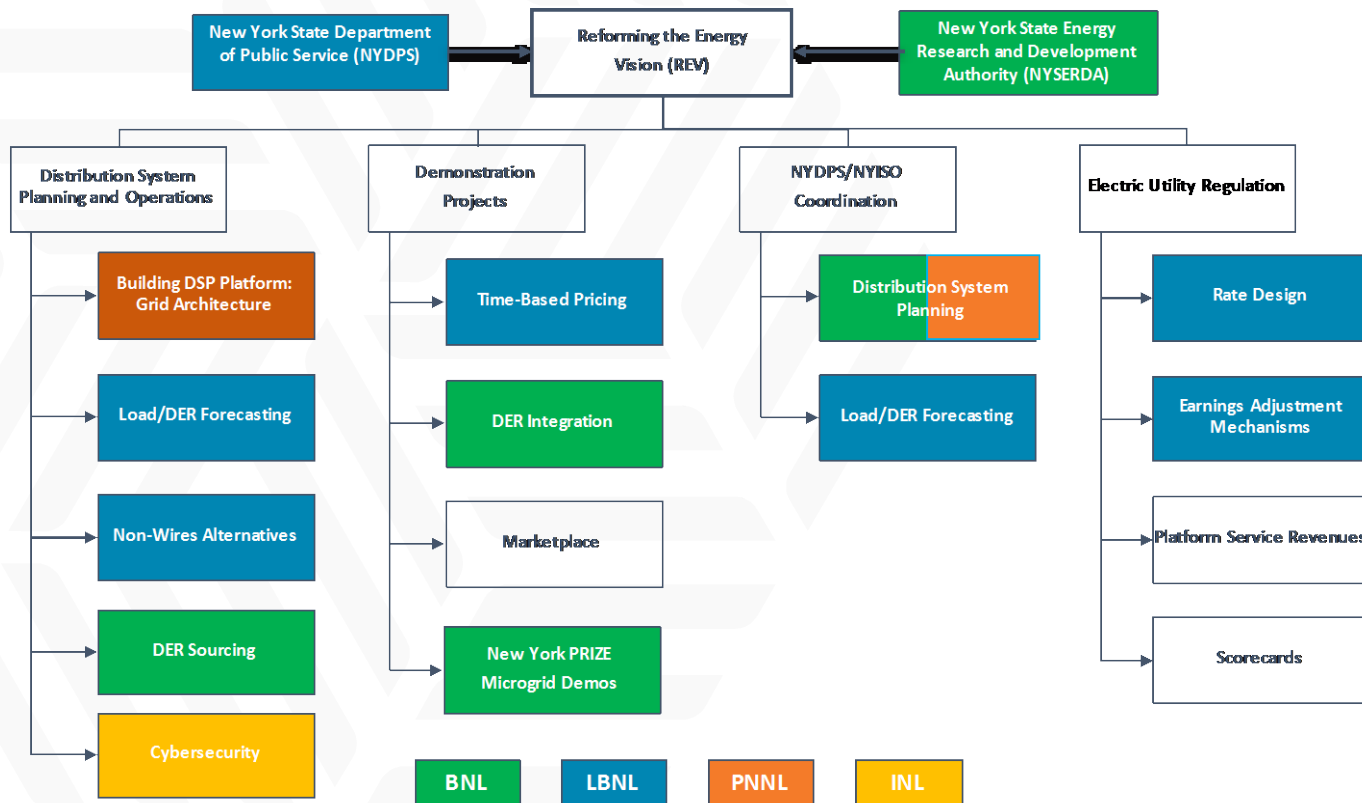 New York State Department
of Public Service (NYDPS)
Reforming the Energy
Vision (REV)
New York State Energy
Research and Development
Authority (NYSERDA)
Distribution System
Planning and Operations
Demonstration
Projects
NYDPS/NYISO
Coordination
Electric Utility Regulation
Building DSP Platform:
Grid Architecture
Load/DER Forecasting
Non-Wires Alternatives
DER Sourcing
Cybersecurity
Time-Based Pricing
DER Integration
Marketplace
New York PRIZE
Microgrid Demos
Distribution System
Planning
Load/DER Forecasting
Rate Design
Earnings Adjustment
Mechanisms
Platform Service Revenues
Scorecards
BNL
LBNL
PNNL
INL